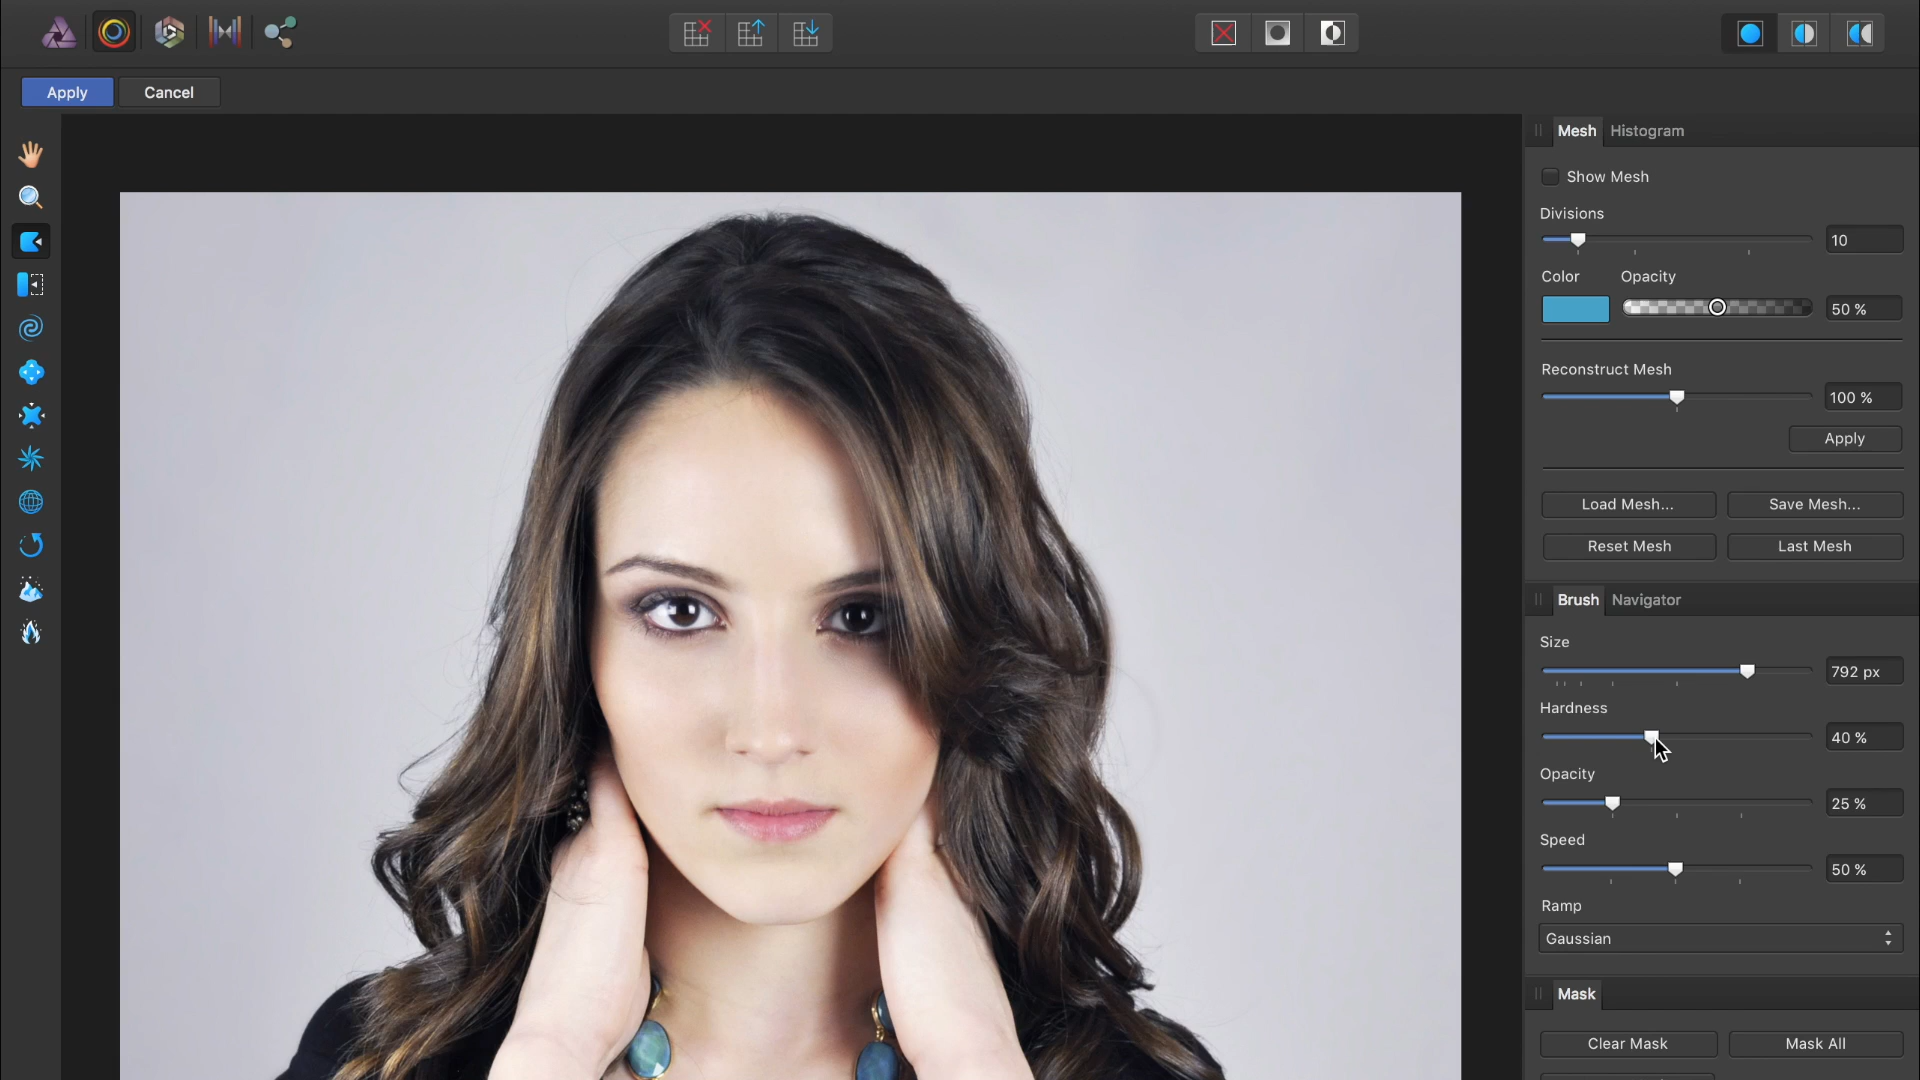 Apply Cancel
Mesh Histogram
Show Mesh
Divisions
10
Color Opacity
50 %
Reconstruct Mesh
100 %
Apply
Load Mesh... Save Mesh...
Reset Mesh Last Mesh
Brush Navigator
Size
792 px
Hardness
40 %
Opacity
25 %
Speed
50 %
Ramp
Gaussian
Mask
Clear Mask Mask All